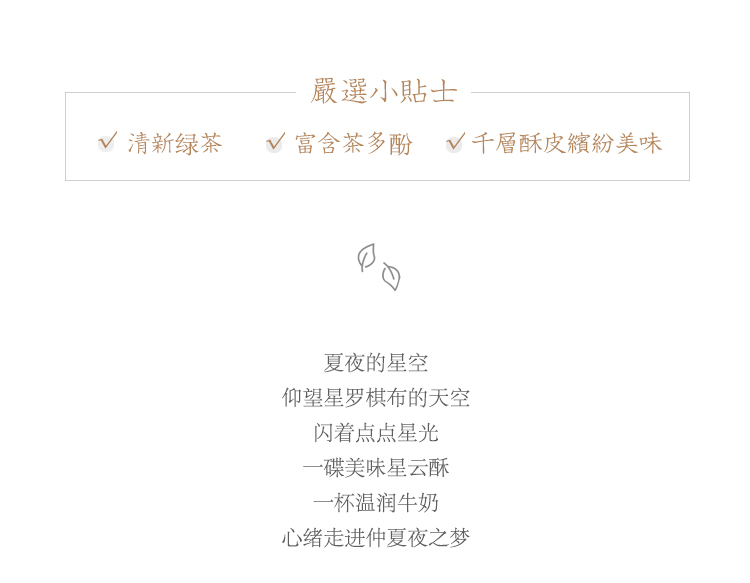 嚴選小貼士
清新绿茶 富含茶多酚 千層酥皮繽紛美味
夏夜的星空
仰望星罗棋布的天空
闪着点点星光
一碟美味星云酥
一杯温润牛奶
心绪走进仲夏夜之梦